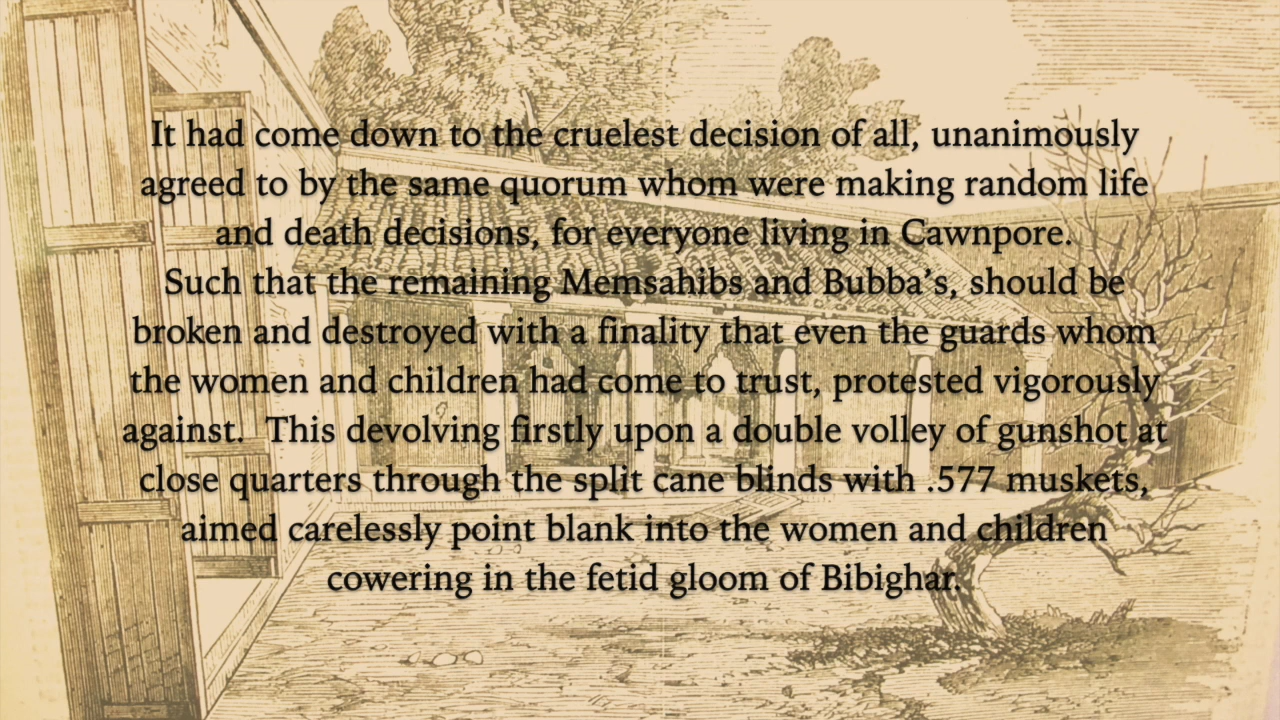 It had come down to the cruelest decision of all, unanimously
agreed to by the same quorum whom were making random life
and death decisions, for everyone living in Cawnpore.
Such that the remaining Memsahibs and Bubba’s, should be
broken and destroyed with a finality that even the guards whom
the women and children had come to trust, protested vigorously
against.  This devolving firstly upon a double volley of gunshot at
close quarters through the split cane blinds with .577 muskets,
aimed carelessly point blank into the women and children
cowering in the fetid gloom of Bibighar.